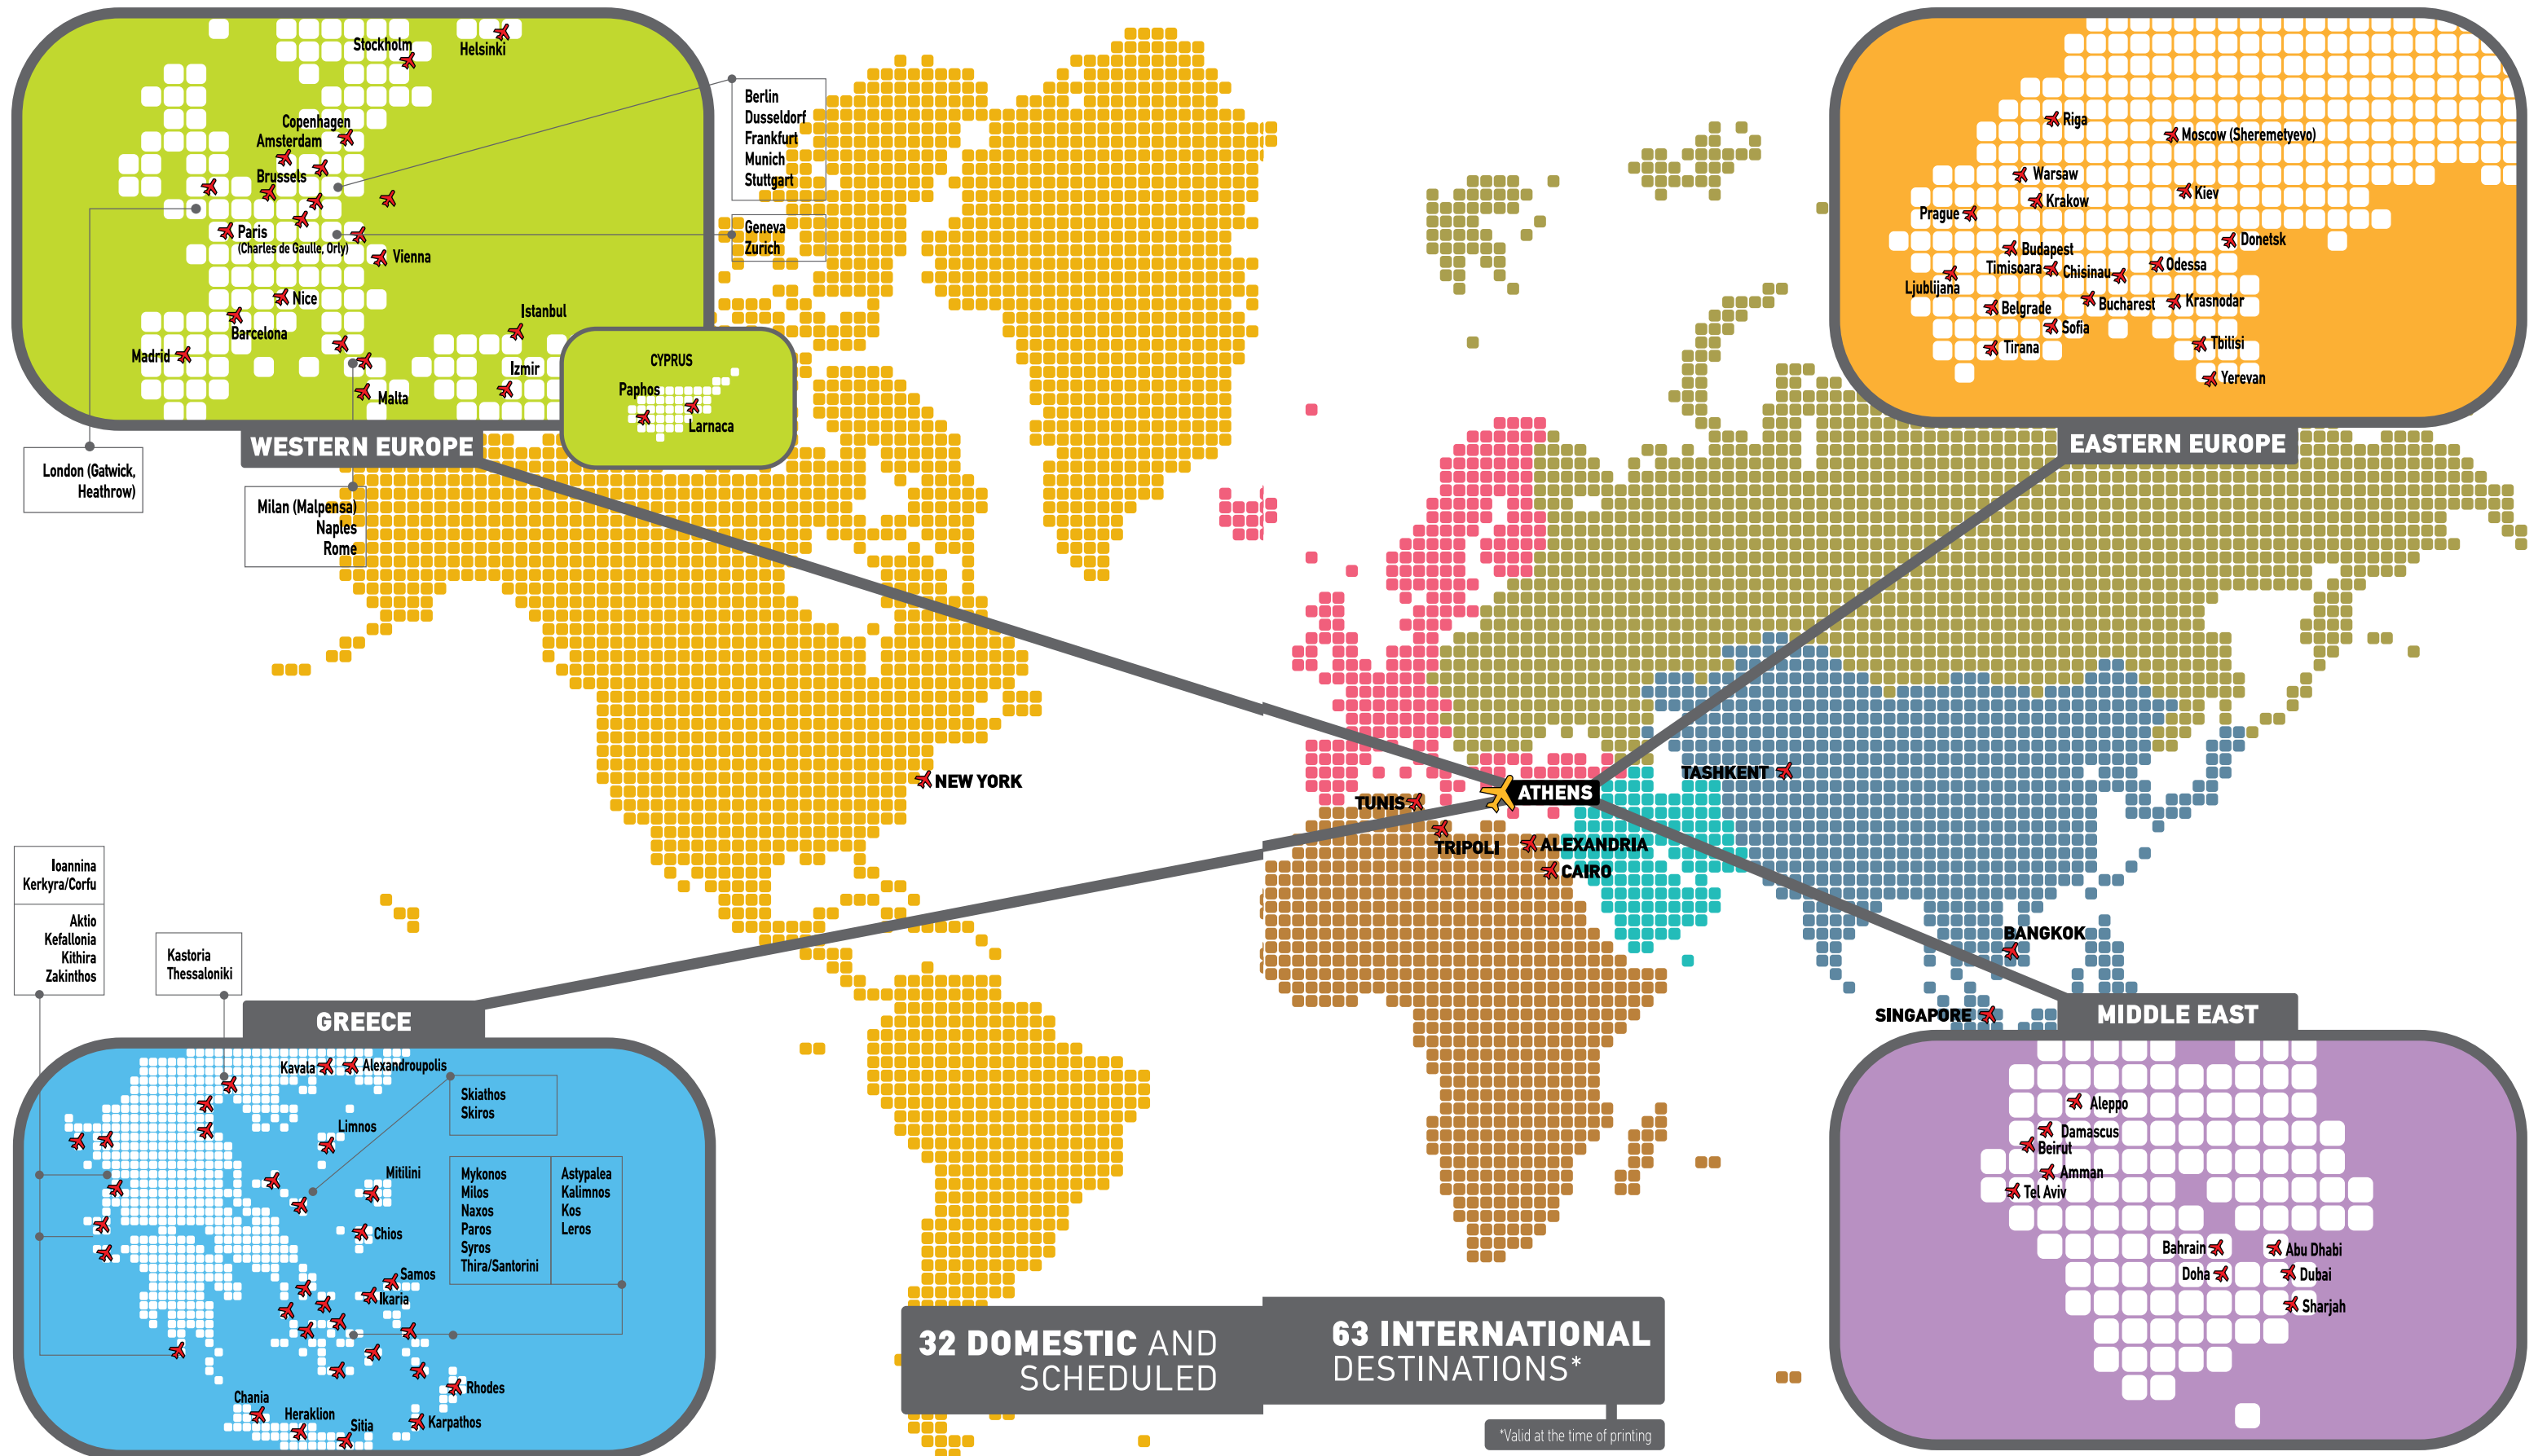 Stockholm
Helsinki
Copenhagen
Amsterdam
Brussels
Paris
(Charles de Gaulle, Orly)
Vienna
Nice
Barcelona
Madrid
Malta
Istanbul
Izmir
Berlin
Dusseldorf
Frankfurt
Munich
Stuttgart
Geneva
Zurich
CYPRUS
Paphos
Larnaca
WESTERN EUROPE
London (Gatwick,
Heathrow)
Milan (Malpensa)
Naples
Rome
Riga
Moscow (Sheremetyevo)
Warsaw
Kiev
Krakow
Prague
Donetsk
Budapest
Odessa
Timisoara
Chisinau
Ljublijana
Belgrade
Bucharest
Krasnodar
Sofia
Tbilisi
Tirana
Yerevan
EASTERN EUROPE
NEW YORK
TUNIS
ATHENS
TASHKENT
TRIPOLI
ALEXANDRIA
CAIRO
BANGKOK
SINGAPORE
Ioannina
Kerkyra/Corfu
Aktio
Kefallonia
Kithira
Zakinthos
Kastoria
Thessaloniki
GREECE
Kavala
Alexandroupolis
Skiathos
Skiros
Limnos
Mitilini
Chios
Mykonos
Milos
Naxos
Paros
Syros
Thira/Santorini
Astypalea
Kalimnos
Kos
Leros
Samos
Ikaria
Rhodes
Chania
Heraklion
Sitia
Karpathos
MIDDLE EAST
Aleppo
Damascus
Beirut
Amman
Tel Aviv
Bahrain
Abu Dhabi
Doha
Dubai
Sharjah
32 DOMESTIC AND
SCHEDULED
63 INTERNATIONAL
DESTINATIONS*
*Valid at the time of printing